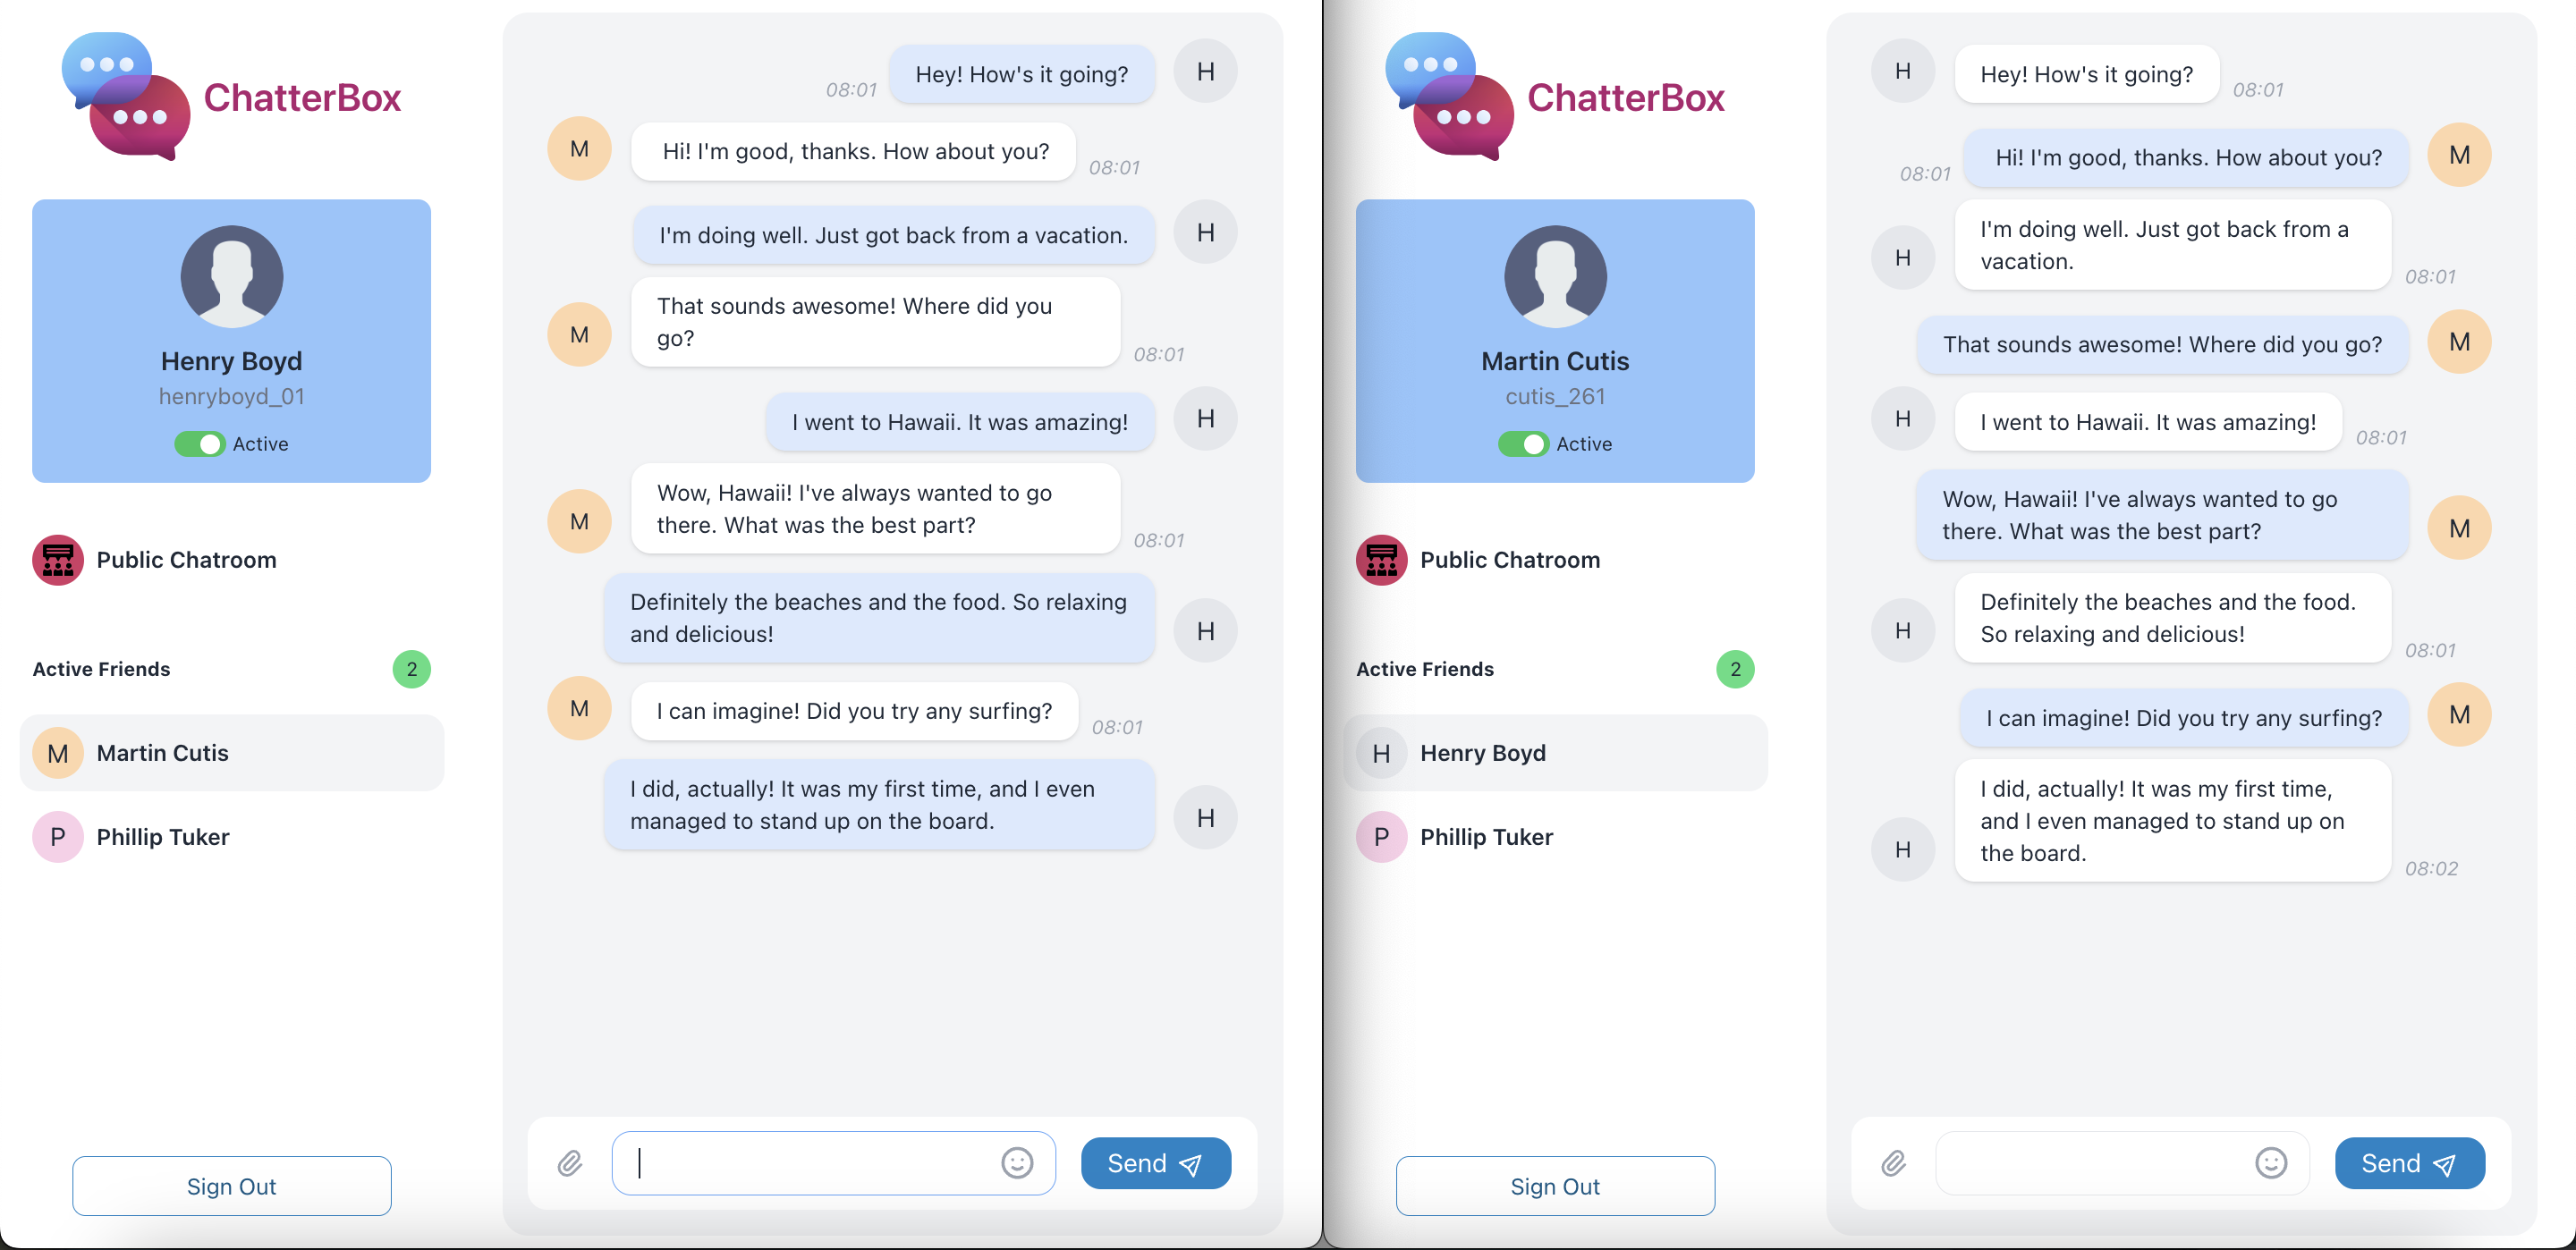 ChatterBox
Henry Boyd
henryboyd_01
Active
Public Chatroom
Active Friends
2
M
Martin Cutis
P
Phillip Tuker
Sign Out
08:01
Hey! How's it going?
H
M
Hi! I'm good, thanks. How about you?
08:01
I'm doing well. Just got back from a vacation.
H
M
That sounds awesome! Where did you
go?
08:01
I went to Hawaii. It was amazing!
H
M
Wow, Hawaii! I've always wanted to go
there. What was the best part?
08:01
Definitely the beaches and the food. So relaxing
and delicious!
H
M
I can imagine! Did you try any surfing?
08:01
I did, actually! It was my first time, and I even
managed to stand up on the board.
H
Send
ChatterBox
Martin Cutis
cutis_261
Active
Public Chatroom
Active Friends
2
H
Henry Boyd
P
Phillip Tuker
Sign Out
H
Hey! How's it going?
08:01
08:01
Hi! I'm good, thanks. How about you?
M
H
I'm doing well. Just got back from a
vacation.
08:01
That sounds awesome! Where did you go?
M
H
I went to Hawaii. It was amazing!
08:01
Wow, Hawaii! I've always wanted to go
there. What was the best part?
M
H
Definitely the beaches and the food.
So relaxing and delicious!
08:01
I can imagine! Did you try any surfing?
M
H
I did, actually! It was my first time,
and I even managed to stand up on
the board.
08:02
Send